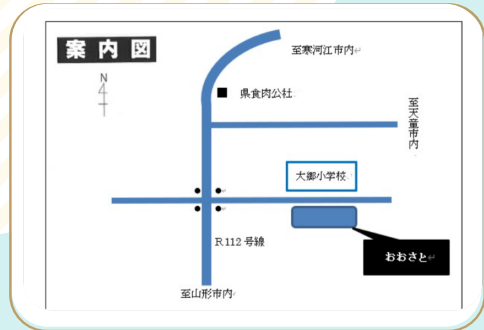 案内図
N
至寒河江市内
県食肉公社
至天童市内
大郷小学校
R112号線
おおさと
至山形市内